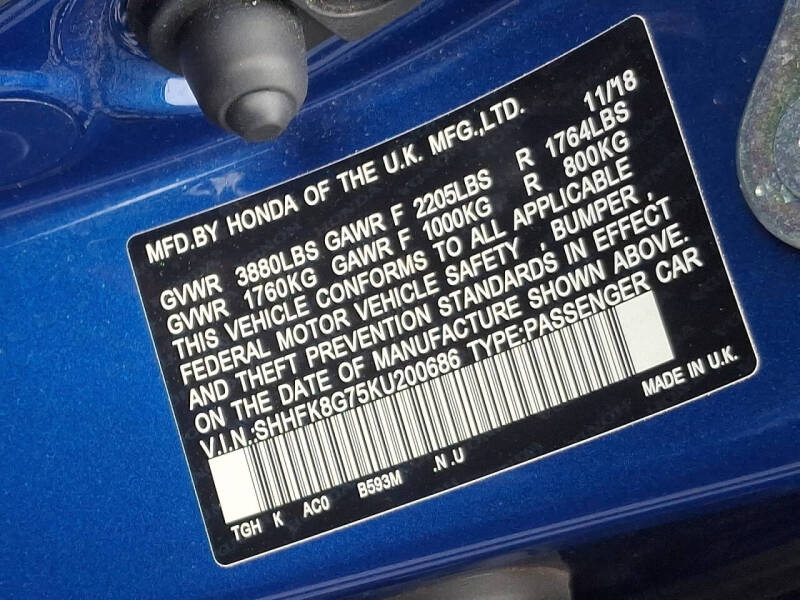 MFD.BY HONDA OF THE U.K. MFG.,LTD. 11/18
GVWR 3880LBS GAWR F 2205LBS R 1764LBS
GVWR 1760KG GAWR F 1000KG R 800KG
THIS VEHICLE CONFORMS TO ALL APPLICABLE
FEDERAL MOTOR VEHICLE SAFETY , BUMPER ,
AND THEFT PREVENTION STANDARDS IN EFFECT
ON THE DATE OF MANUFACTURE SHOWN ABOVE.
V.I.N.:SHHFK8G75KU200686 TYPE:PASSENGER CAR
TGH K AC0 B593M .N .U MADE IN U.K.